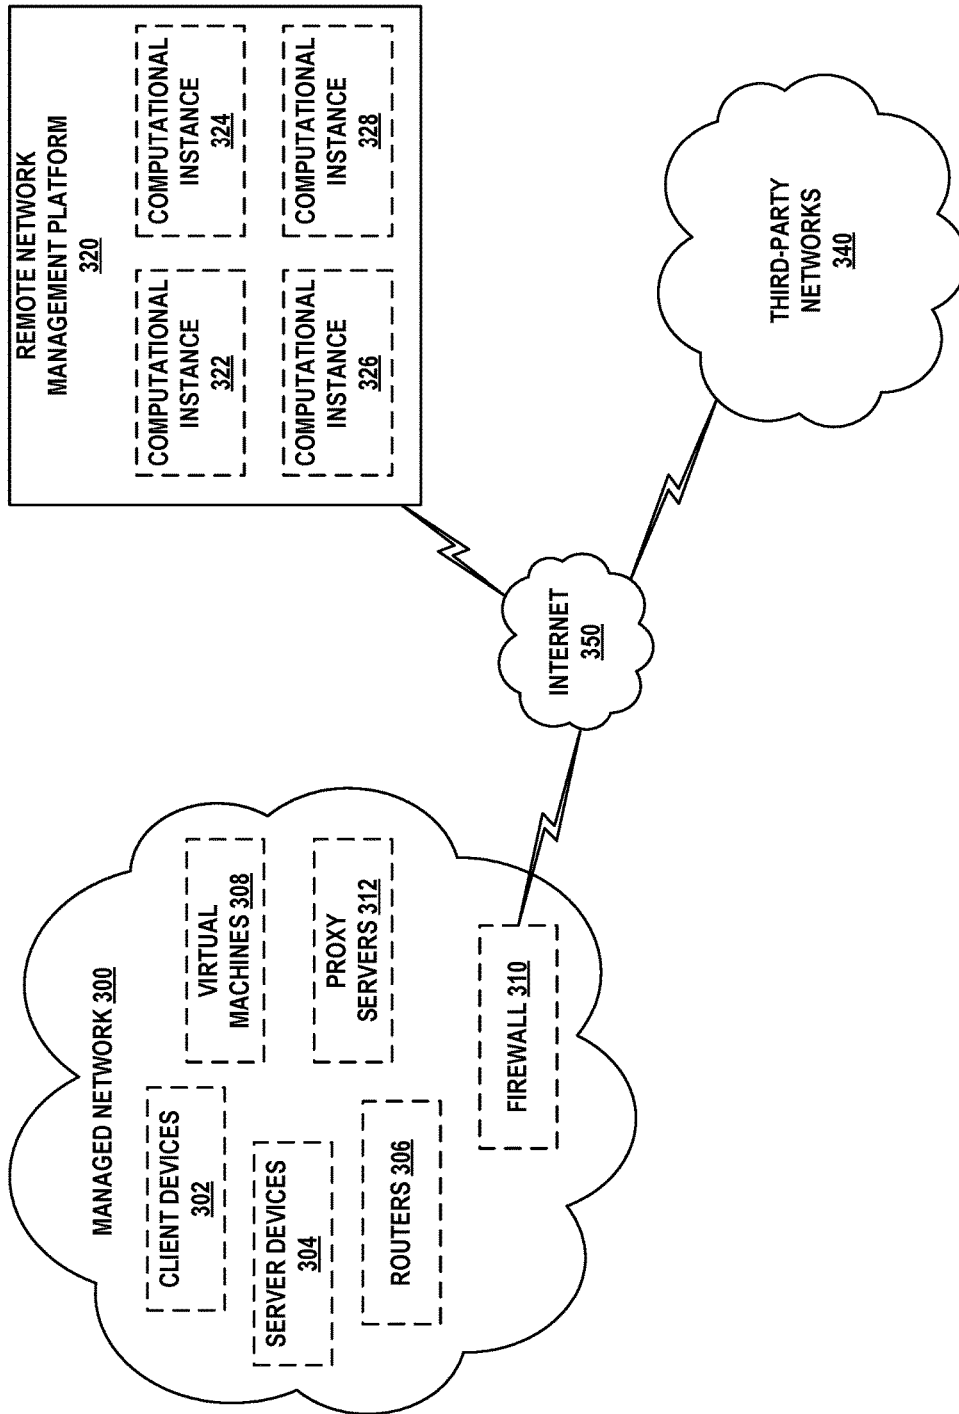 MANAGED NETWORK 300
CLIENT DEVICES
302
SERVER DEVICES
304
ROUTERS 306
VIRTUAL
MACHINES 308
PROXY
SERVERS 312
FIREWALL 310
INTERNET
350
REMOTE NETWORK
MANAGEMENT PLATFORM
320
COMPUTATIONAL
INSTANCE
322
COMPUTATIONAL
INSTANCE
324
COMPUTATIONAL
INSTANCE
326
COMPUTATIONAL
INSTANCE
328
THIRD-PARTY
NETWORKS
340